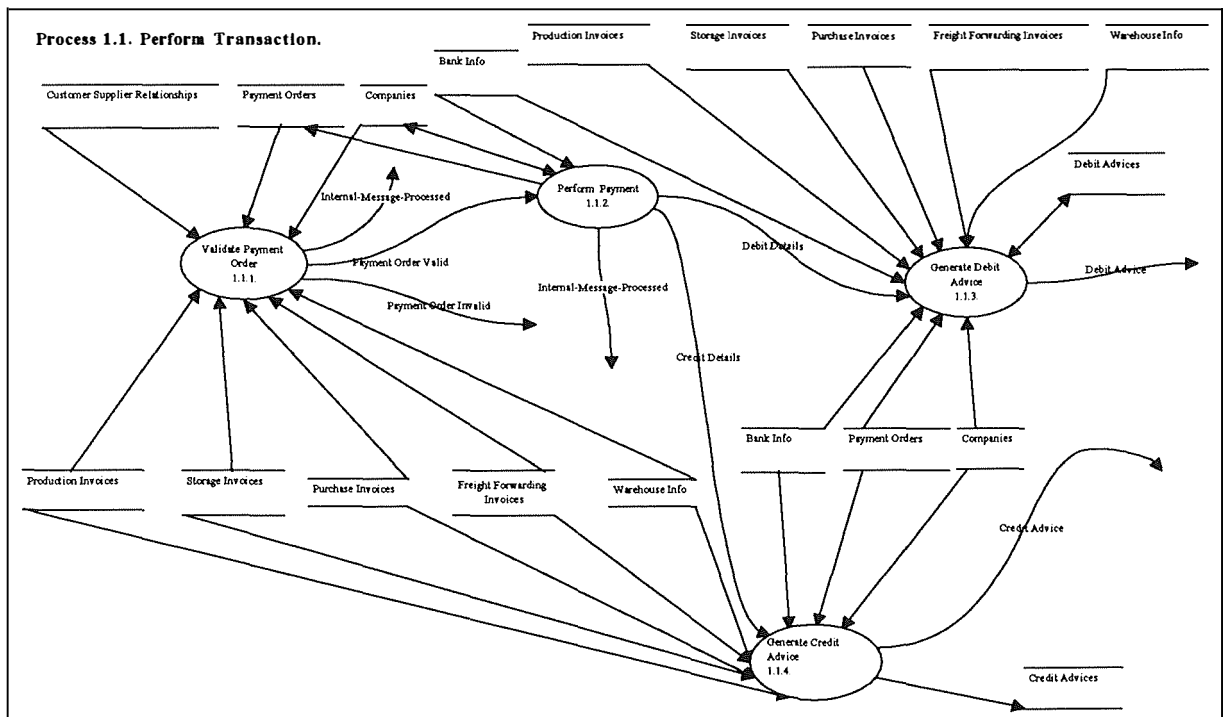 Process 1.1. Perform Transaction.
Production Invoices
Storage Invoices
Purchase Invoices
Freight Forwarding Invoices
Warehouse Info
Bank Info
Customer Supplier Relationships
Payment Orders
Companies
Debit Advices
Internal-Message-Processed
Perform Payment
1.1.2.
Validate Payment
Order
1.1.1.
Payment Order Valid
Debit Details
Generate Debit
Advice
1.1.3.
Debit Advice
Internal-Message-Processed
Payment Order Invalid
Credit Details
Bank Info
Payment Orders
Companies
Production Invoices
Storage Invoices
Purchase Invoices
Freight Forwarding
Invoices
Warehouse Info
Credit Advice
Generate Credit
Advice
1.1.4.
Credit Advices